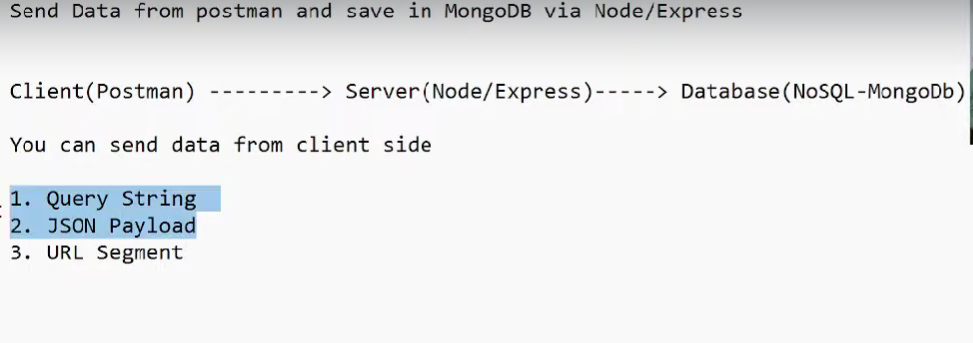 Send Data from postman and save in MongoDB via Node/Express
Client(Postman) ---------> Server(Node/Express)-----> Database(NoSQL-MongoDb)
You can send data from client side
1. Query String
2. JSON Payload
3. URL Segment